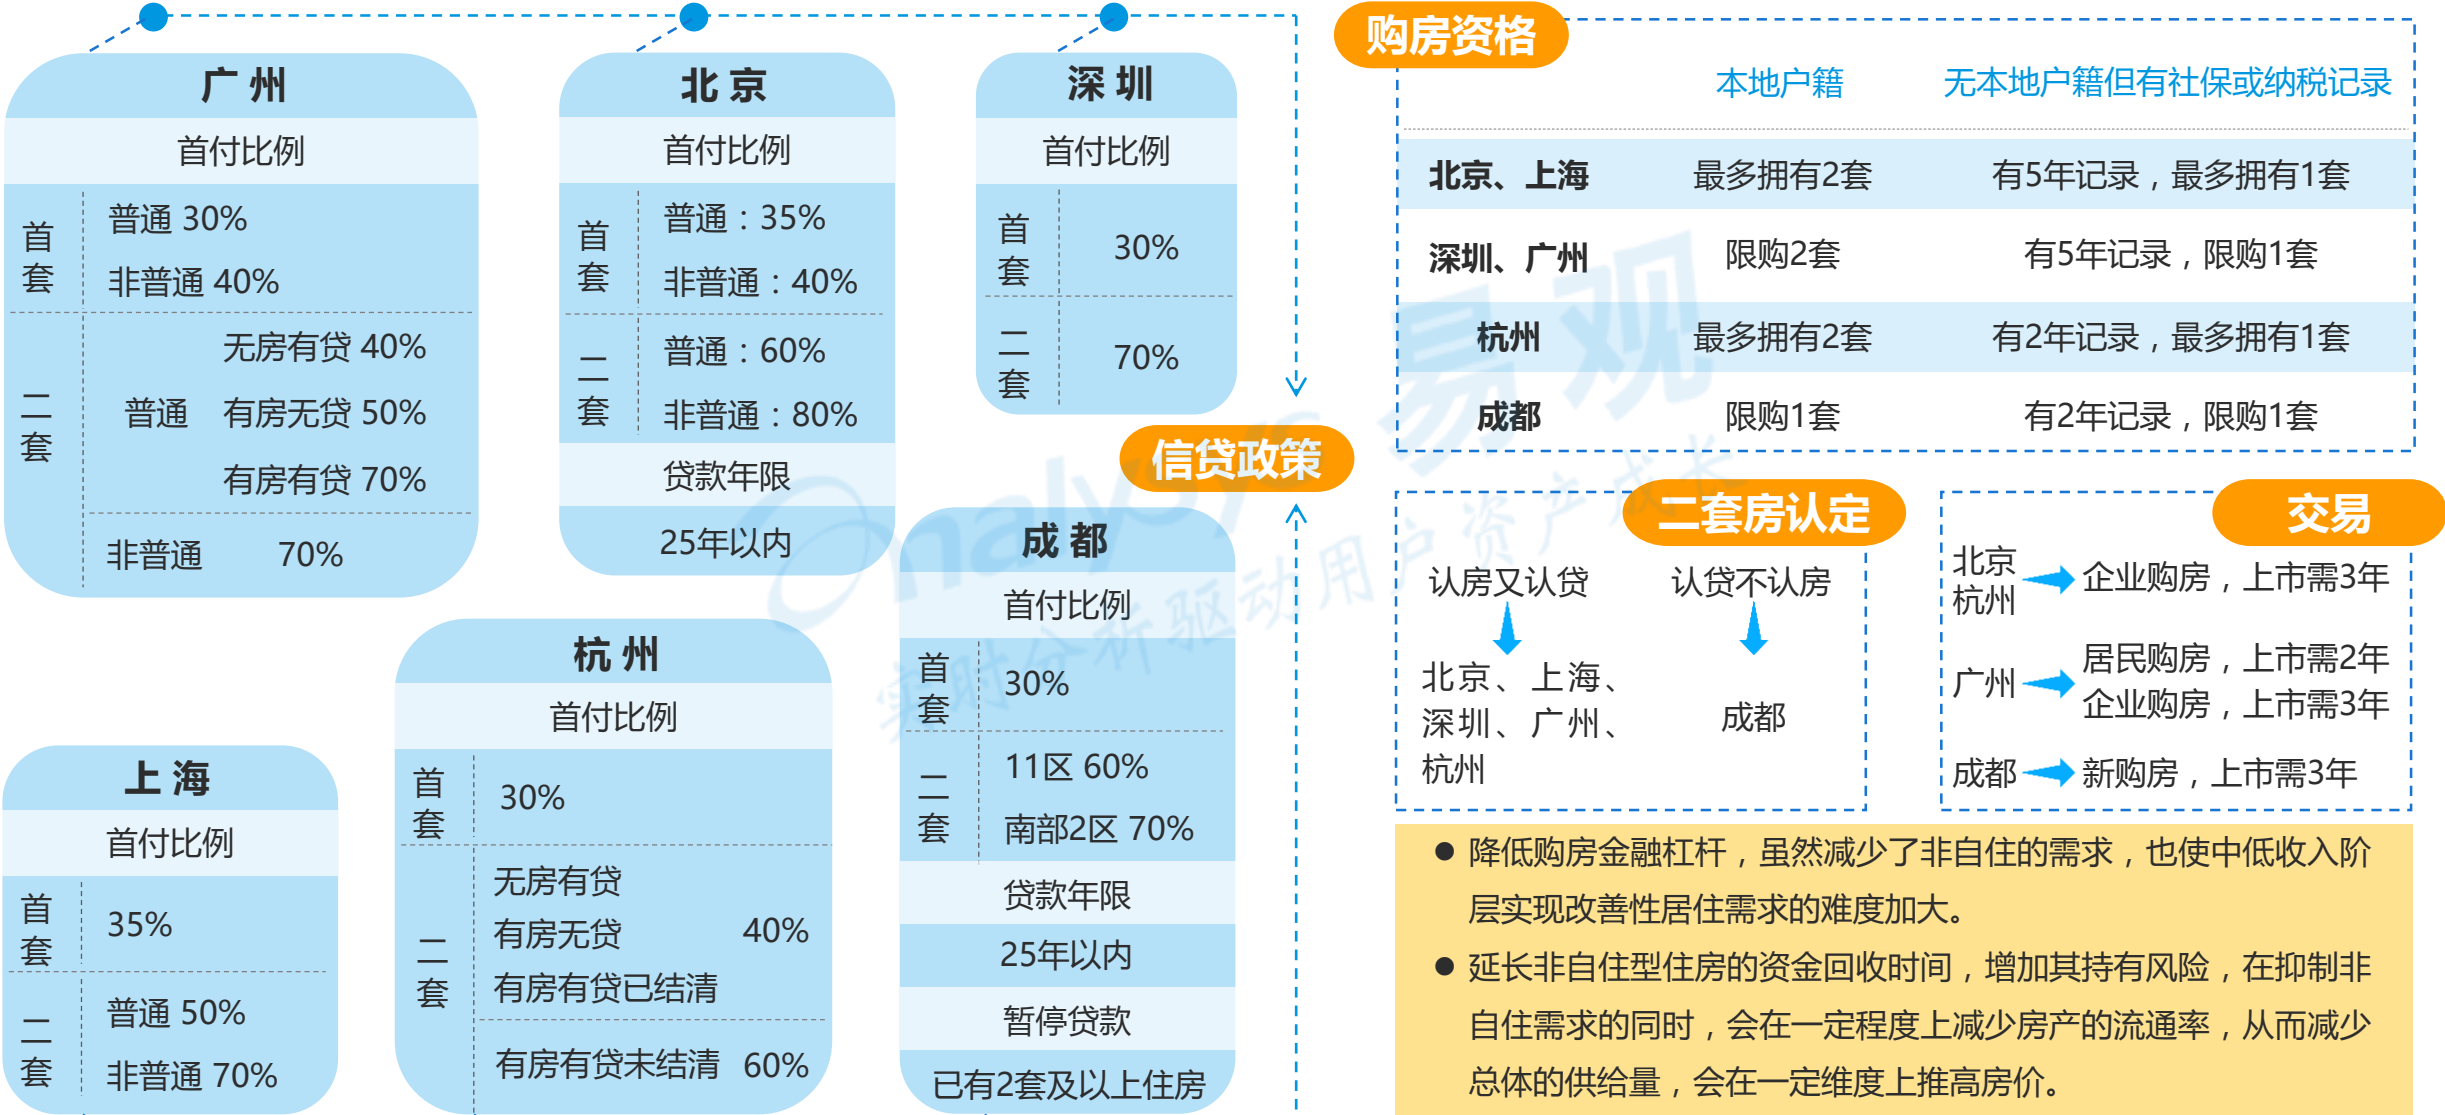 广州
首付比例
首套
普通 30%
非普通 40%
二套
普通
无房有贷 40%
有房无贷 50%
有房有贷 70%
非普通 70%
北京
首付比例
首套
普通：35%
非普通：40%
二套
普通：60%
非普通：80%
贷款年限
25年以内
深圳
首付比例
首套
30%
二套
70%
信贷政策
上海
首付比例
首套
35%
二套
普通 50%
非普通 70%
杭州
首付比例
首套
30%
二套
无房有贷
有房无贷
有房有贷已结清
40%
有房有贷未结清 60%
成都
首付比例
首套
30%
二套
11区 60%
南部2区 70%
贷款年限
25年以内
暂停贷款
已有2套及以上住房
购房资格
本地户籍 无本地户籍但有社保或纳税记录
北京、上海 最多拥有2套 有5年记录，最多拥有1套
深圳、广州 限购2套 有5年记录，限购1套
杭州 最多拥有2套 有2年记录，最多拥有1套
成都 限购1套 有2年记录，限购1套
二套房认定
认房又认贷
北京、上海、
深圳、广州、
杭州
认贷不认房
成都
交易
北京
杭州
企业购房，上市需3年
广州
居民购房，上市需2年
企业购房，上市需3年
成都
新购房，上市需3年
● 降低购房金融杠杆，虽然减少了非自住的需求，也使中低收入阶
层实现改善性居住需求的难度加大。
● 延长非自住型住房的资金回收时间，增加其持有风险，在抑制非
自住需求的同时，会在一定程度上减少房产的流通率，从而减少
总体的供给量，会在一定维度上推高房价。
analysys 易观
实时分析驱动用户资产成长